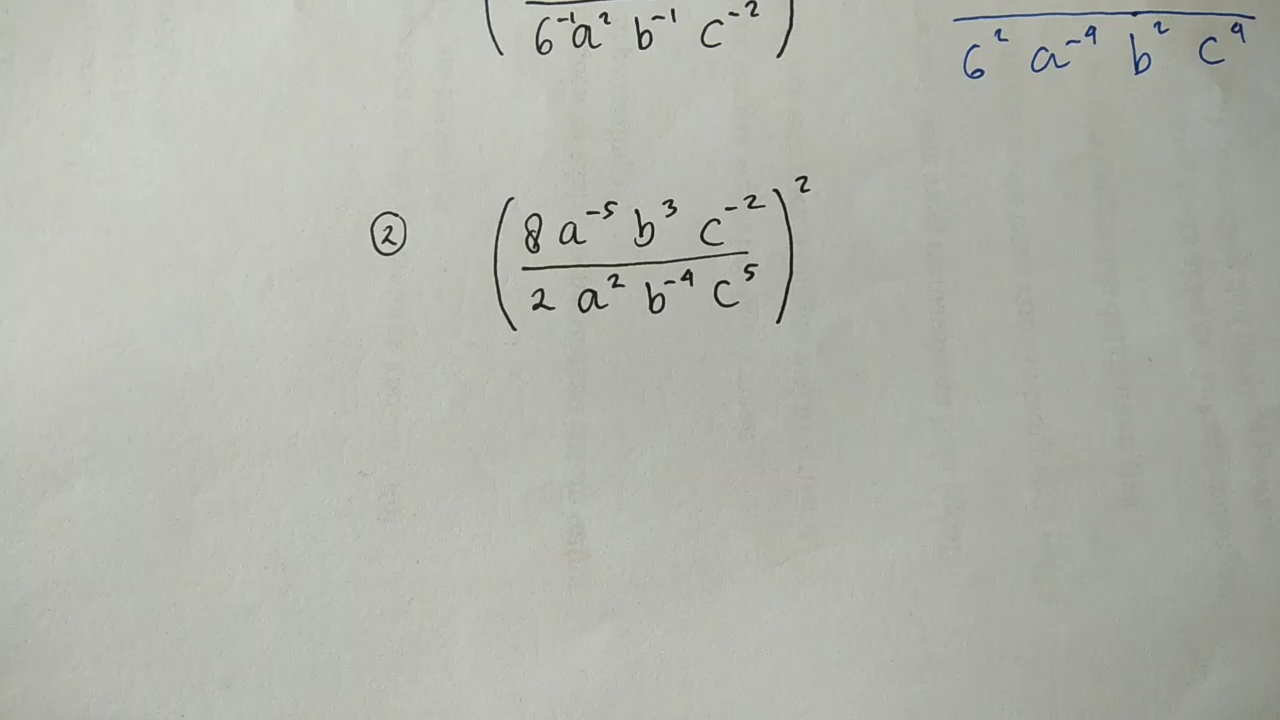 ( 6⁻¹a² b⁻¹ c⁻² )
6² a⁻⁴ b² c⁴
② ( 8 a⁻⁵ b³ c⁻² )²
2 a² b⁻⁴ c⁵